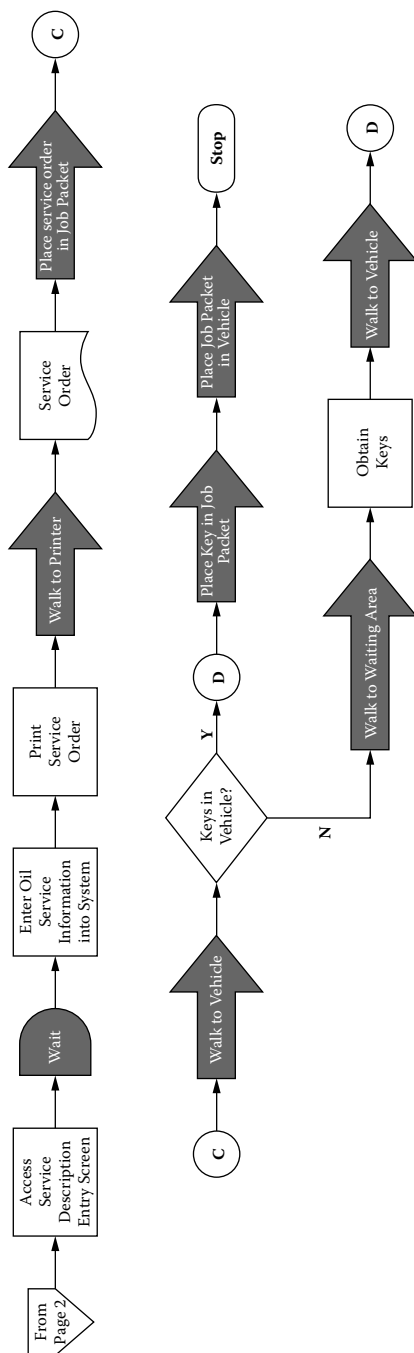 From
Page 2
Access
Service
Description
Entry Screen
Wait
Enter Oil
Service
Information
into System
Print
Service
Order
Walk to Printer
Service
Order
Place service order
in Job Packet
C
C
Walk to Vehicle
Keys in
Vehicle?
Y
N
D
Place Key in Job
Packet
Place Job Packet
in Vehicle
Stop
Walk to Waiting Area
Obtain
Keys
Walk to Vehicle
D